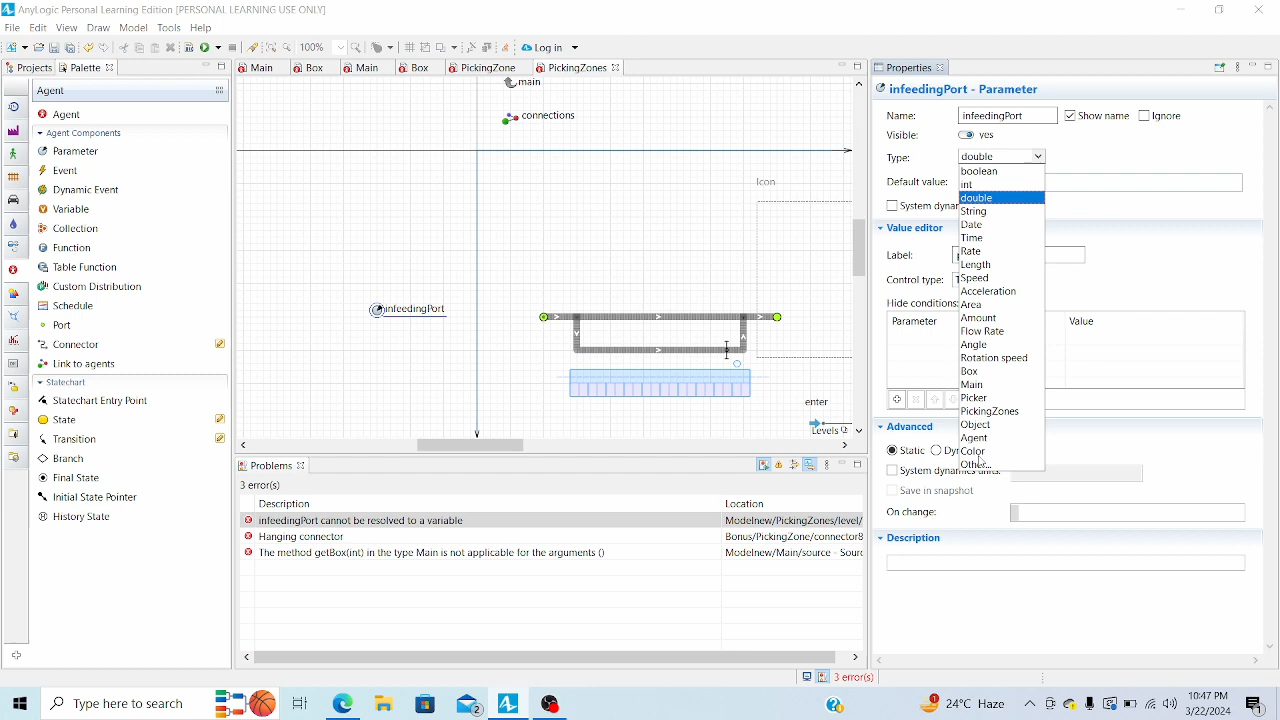 AnyLogic Personal Learning Edition [PERSONAL LEARNING USE ONLY]
File Edit View Draw Model Tools Help
100% Log in
Projects Palette
Main Box Main Box PickingZone PickingZones
Properties
Agent
Agent
Agent Components
Parameter
Event
Dynamic Event
Variable
Collection
Function
Table Function
Custom Distribution
Schedule
Port
Connector
Link to agents
Statechart
Statechart Entry Point
State
Transition
Branch
Final State
Initial State Pointer
History State
main
connections
Icon
infeedingPort
enter
Levels
infeedingPort - Parameter
Name: infeedingPort Show name Ignore
Visible: yes
Type: double
Default value:
boolean
int
double
String
Date
Time
Rate
Length
Speed
Acceleration
Area
Amount
Flow Rate
Angle
Rotation speed
Box
Main
Picker
PickingZones
Object
Agent
Color
Value editor
Label:
Control type:
Parameter Value
Advanced
Static
Save in snapshot
On change:
Description
Problems
3 error(s)
Description Location
infeedingPort cannot be resolved to a variable Modelnew/PickingZones/level/
Hanging connector Bonus/PickingZone/connector8
The method getBox(int) in the type Main is not applicable for the arguments () Modelnew/Main/source - Sour
3 error(s)
Type here to search
2
1
24°C Haze
10:47 PM
3/22/2024
1